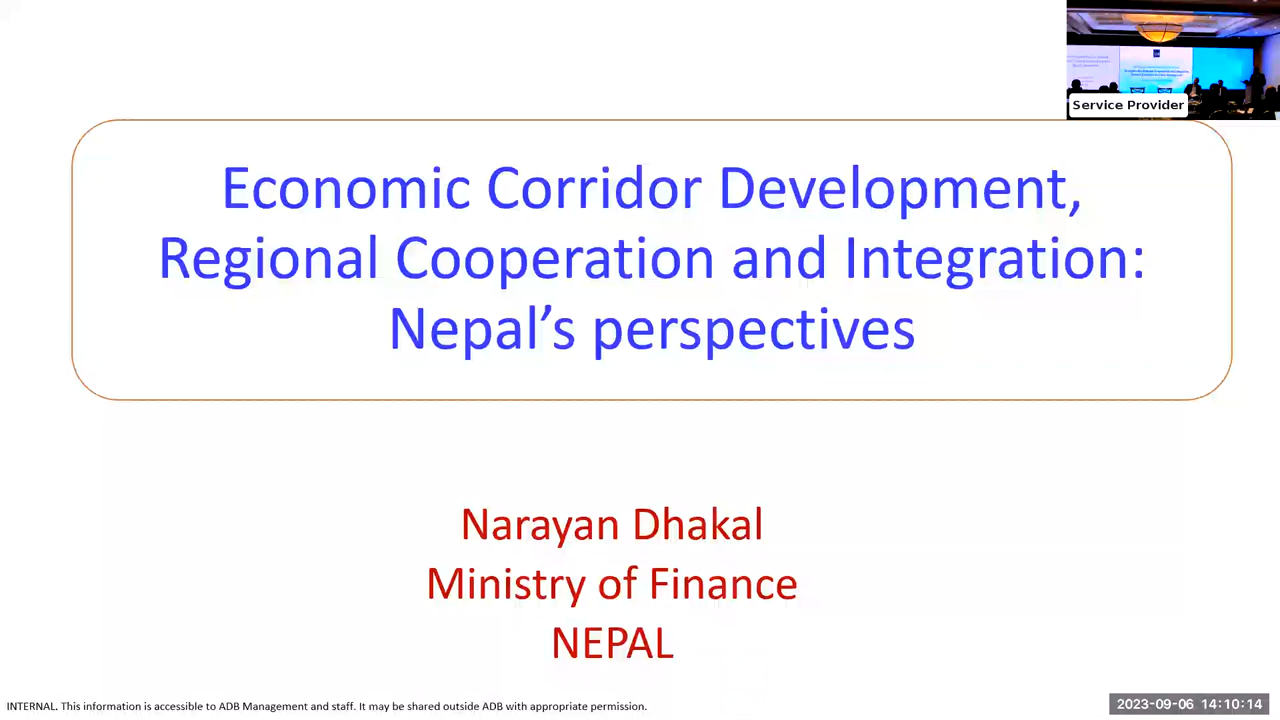 Service Provider
Economic Corridor Development,
Regional Cooperation and Integration:
Nepal’s perspectives
Narayan Dhakal
Ministry of Finance
NEPAL
INTERNAL. This information is accessible to ADB Management and staff. It may be shared outside ADB with appropriate permission.
2023-09-06 14:10:14